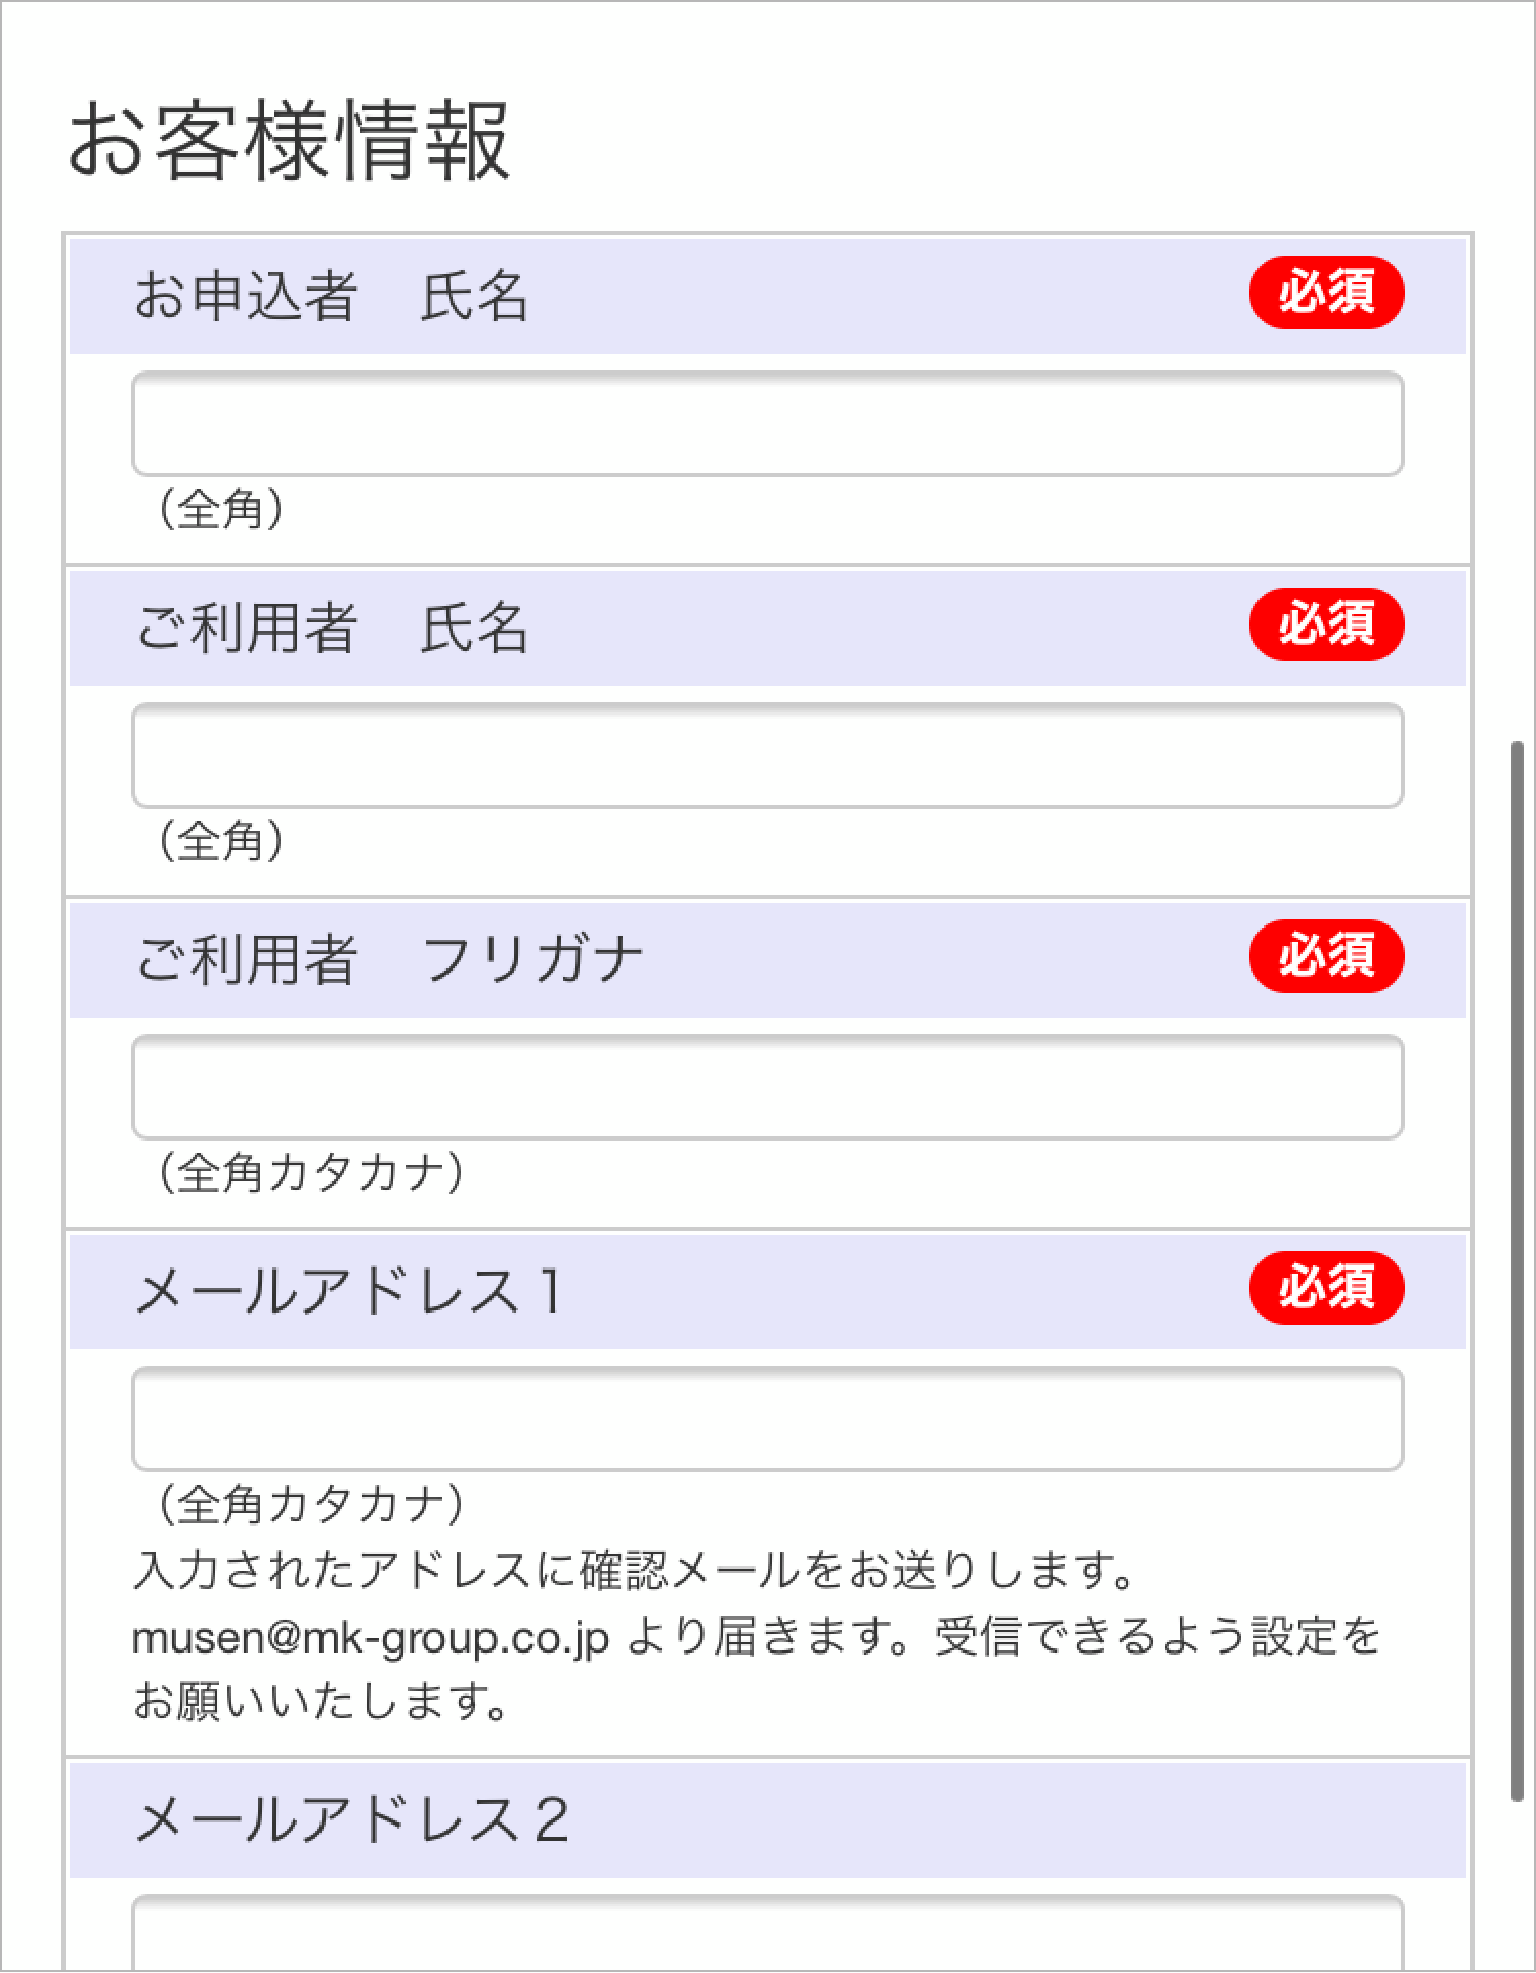 お客様情報
お申込者　氏名 必須
（全角）
ご利用者　氏名 必須
（全角）
ご利用者　フリガナ 必須
（全角カタカナ）
メールアドレス１ 必須
（全角カタカナ）
入力されたアドレスに確認メールをお送りします。
musen@mk-group.co.jp より届きます。受信できるよう設定を
お願いいたします。
メールアドレス２